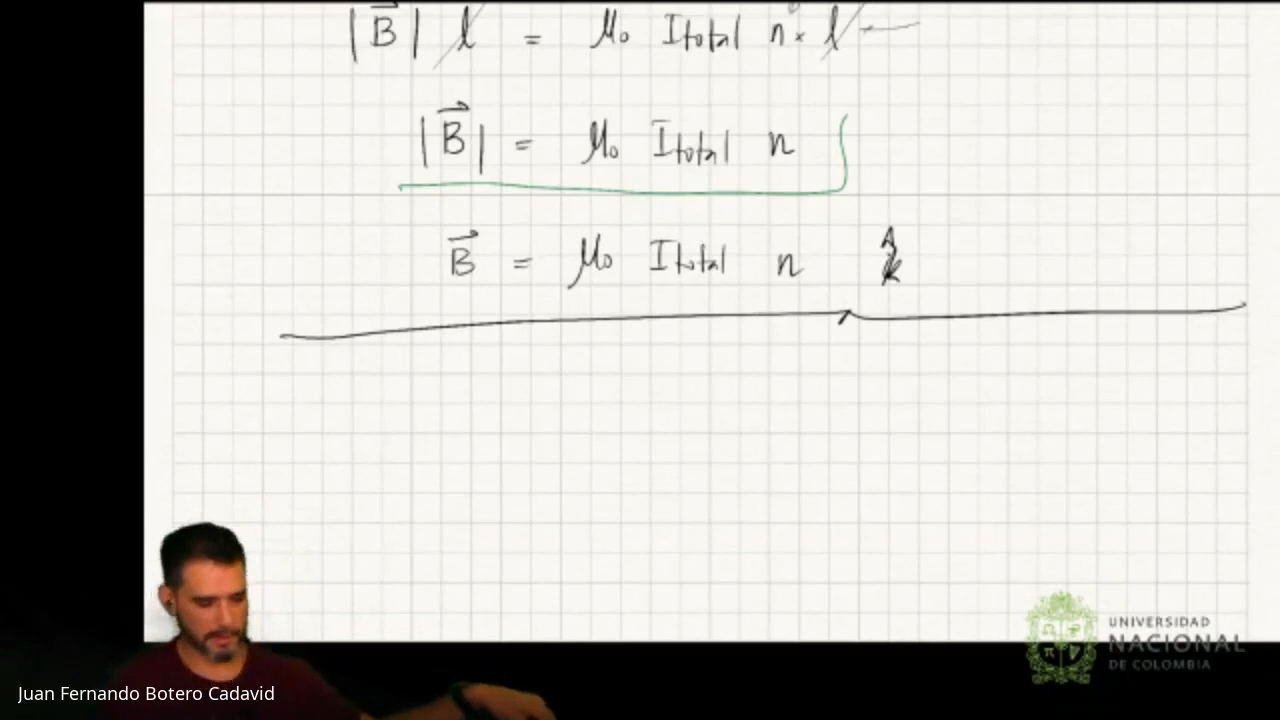 |B⃗| l = μ₀ Itotal n × l
|B⃗| = μ₀ Itotal n
B⃗ = μ₀ Itotal n k̂
UNIVERSIDAD
NACIONAL
DE COLOMBIA
Juan Fernando Botero Cadavid